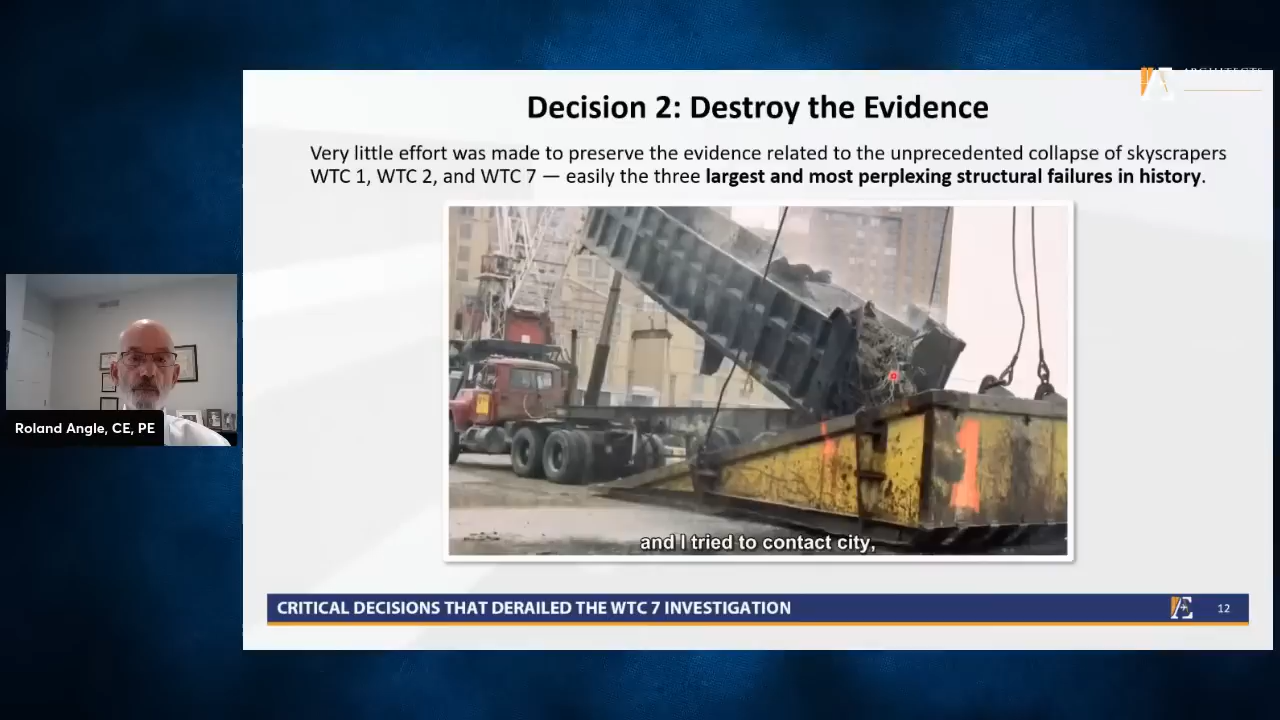 ARCHITECTS
Decision 2: Destroy the Evidence
Very little effort was made to preserve the evidence related to the unprecedented collapse of skyscrapers
WTC 1, WTC 2, and WTC 7 — easily the three largest and most perplexing structural failures in history.
1
and I tried to contact city,
Roland Angle, CE, PE
CRITICAL DECISIONS THAT DERAILED THE WTC 7 INVESTIGATION
AE
12